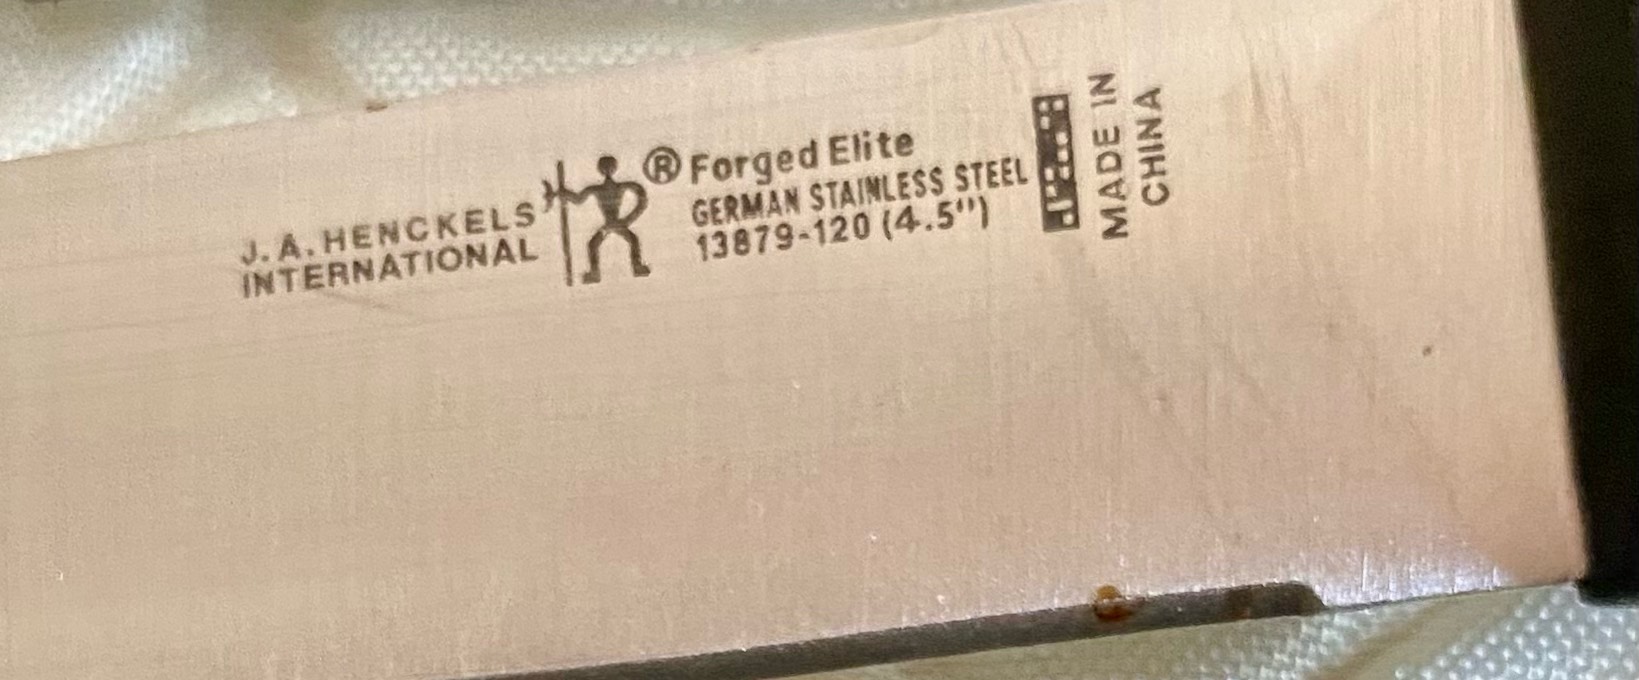 J. A. HENCKELS
INTERNATIONAL
® Forged Elite
GERMAN STAINLESS STEEL
13879-120 (4.5")
MADE IN
CHINA